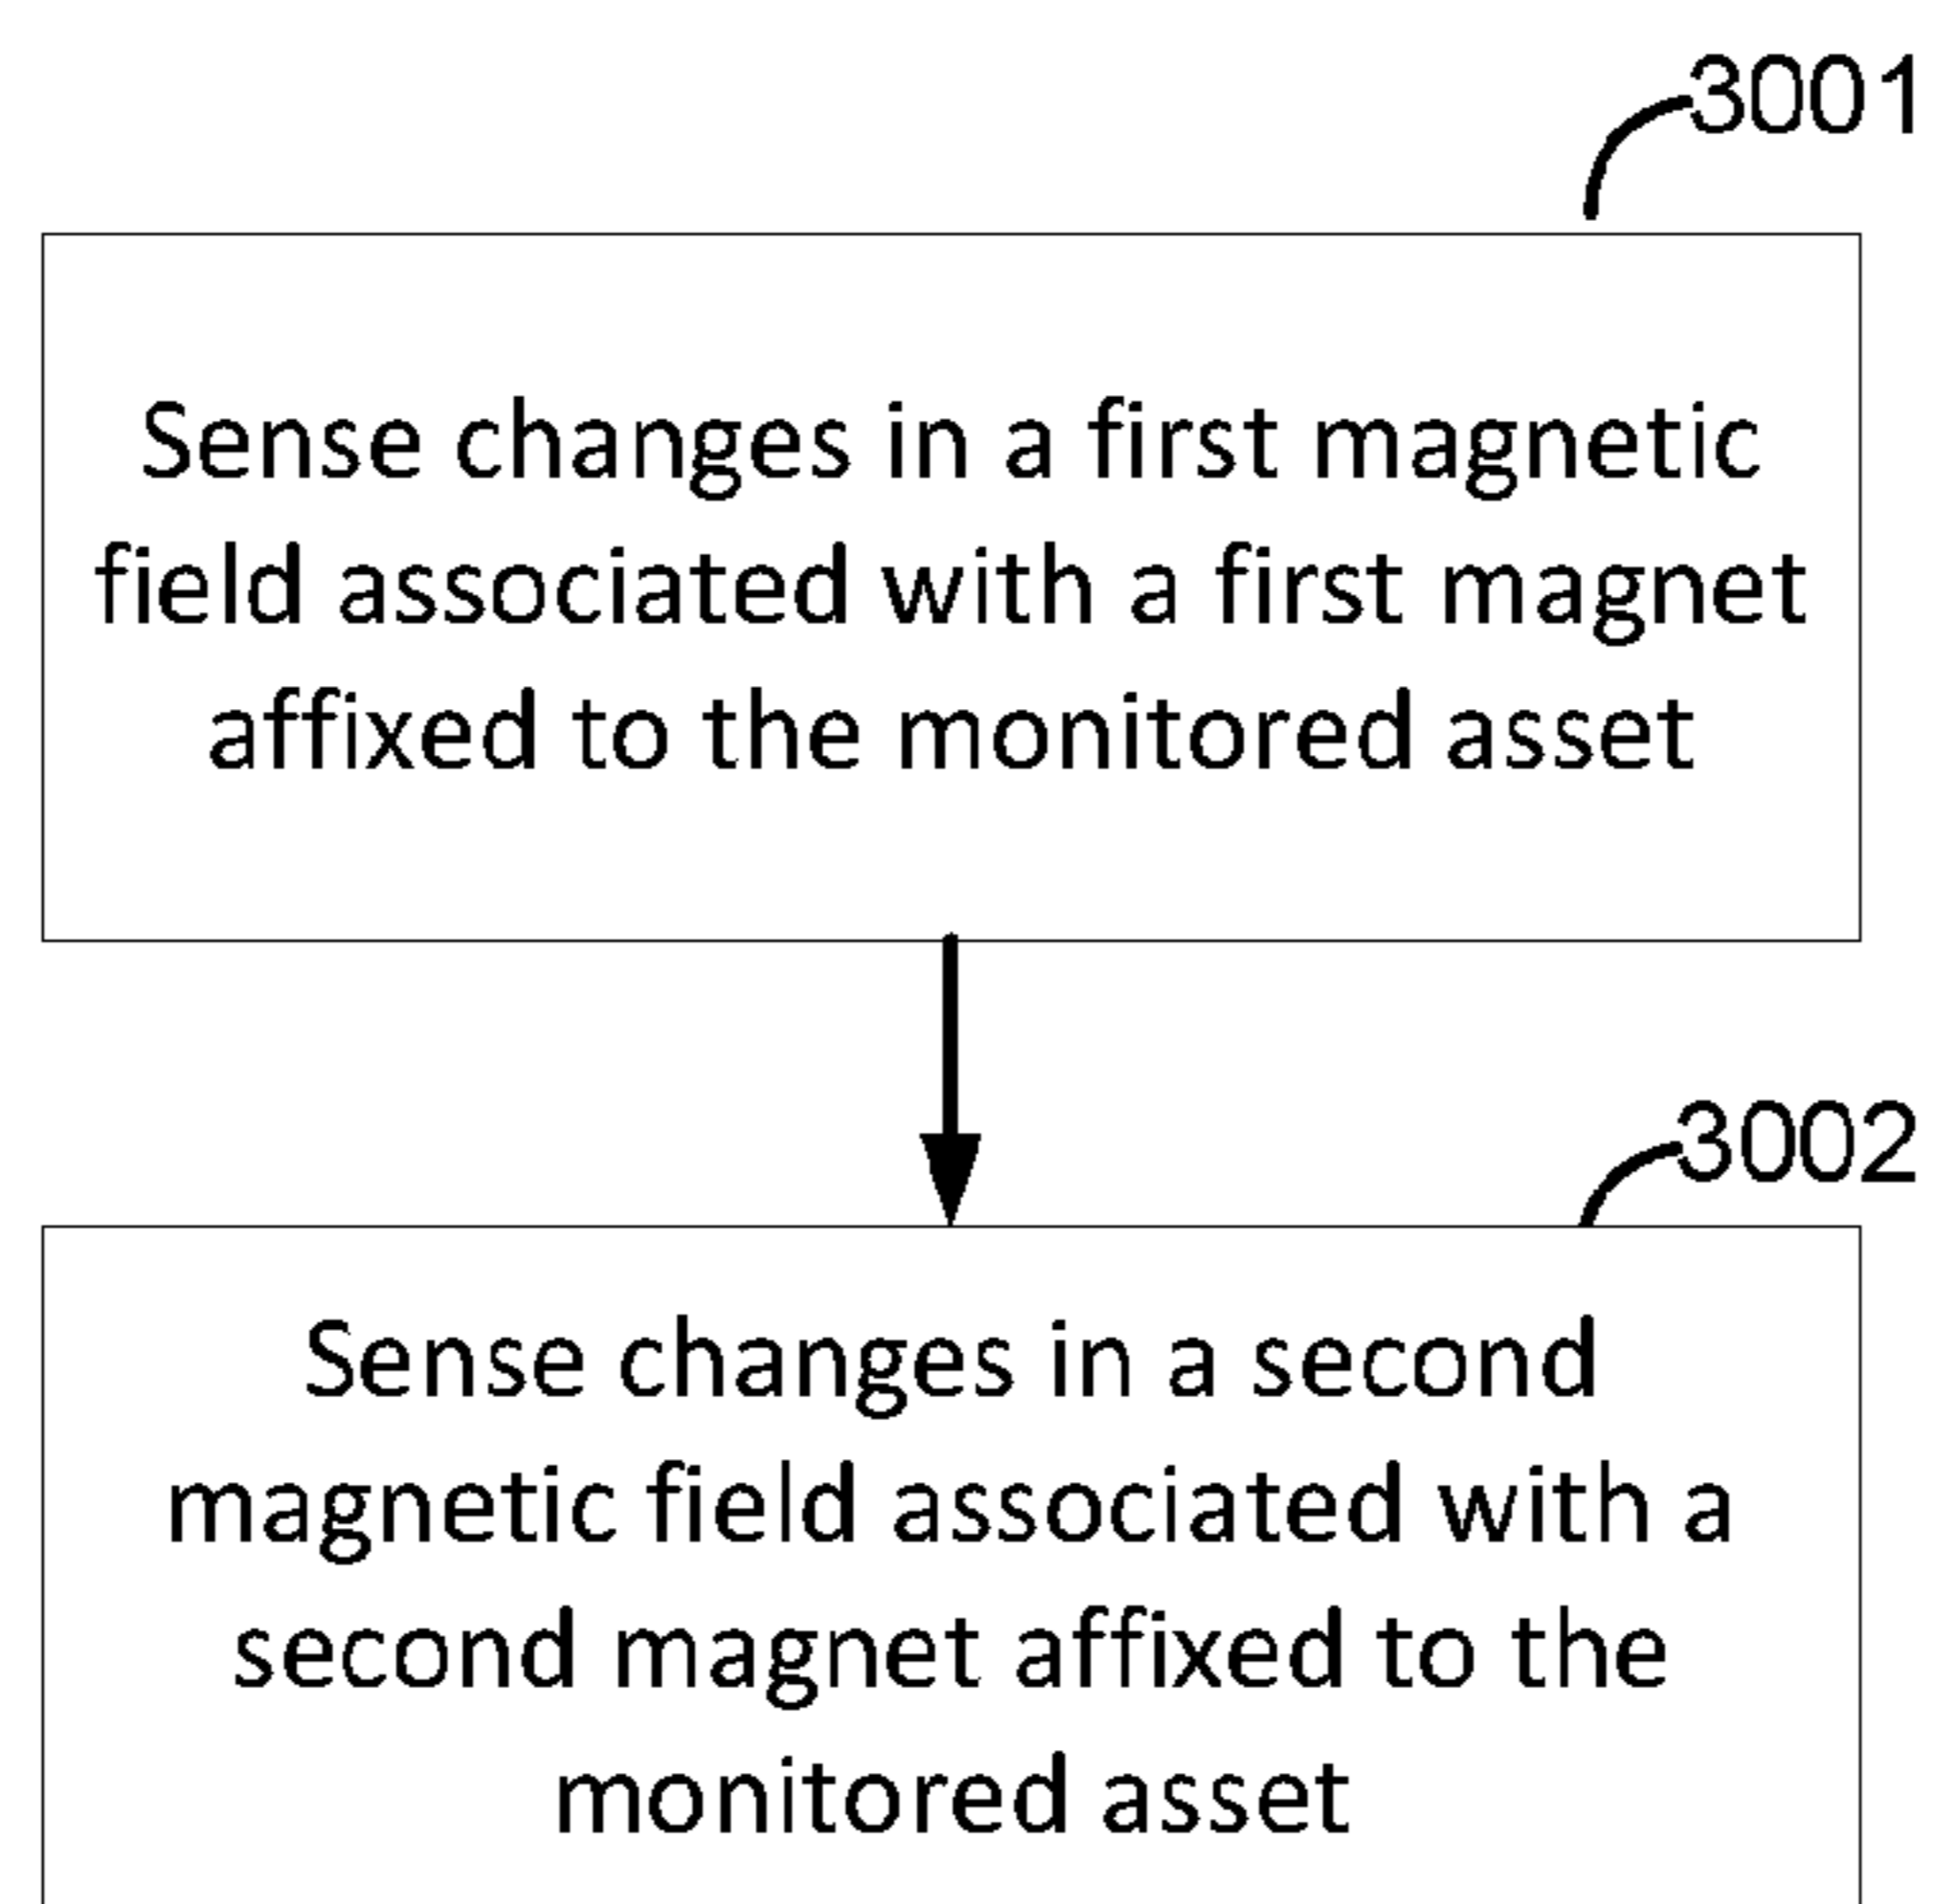 3001
Sense changes in a first magnetic
field associated with a first magnet
affixed to the monitored asset
3002
Sense changes in a second
magnetic field associated with a
second magnet affixed to the
monitored asset